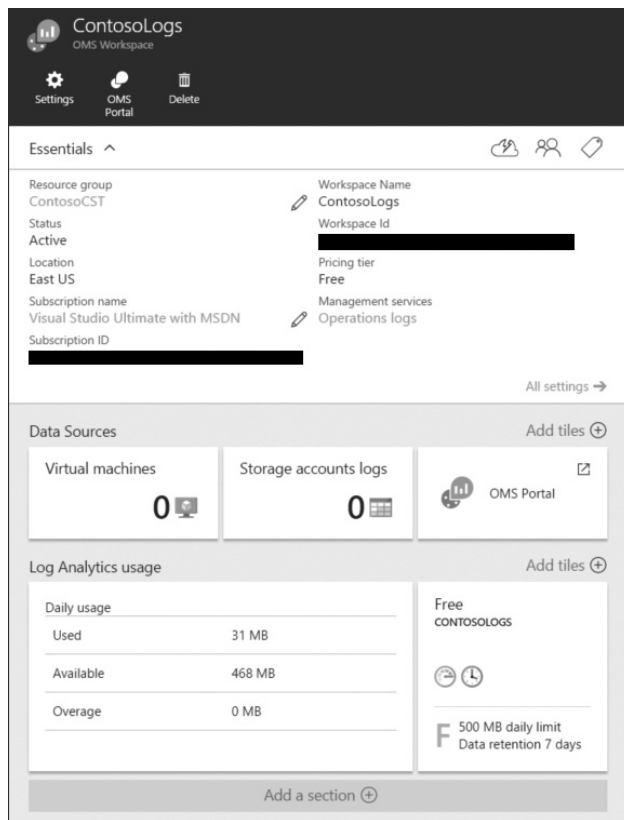 ContosoLogs
OMS Workspace
Settings
OMS
Portal
Delete
Essentials
Resource group
ContosoCST
Workspace Name
ContosoLogs
Status
Active
Workspace Id
Location
East US
Pricing tier
Free
Subscription name
Visual Studio Ultimate with MSDN
Management services
Operations logs
Subscription ID
All settings
Data Sources
Add tiles
Virtual machines
0
Storage accounts logs
0
OMS Portal
Log Analytics usage
Add tiles
Daily usage
Used 31 MB
Available 468 MB
Overage 0 MB
Free
CONTOSOLOGS
F
500 MB daily limit
Data retention 7 days
Add a section